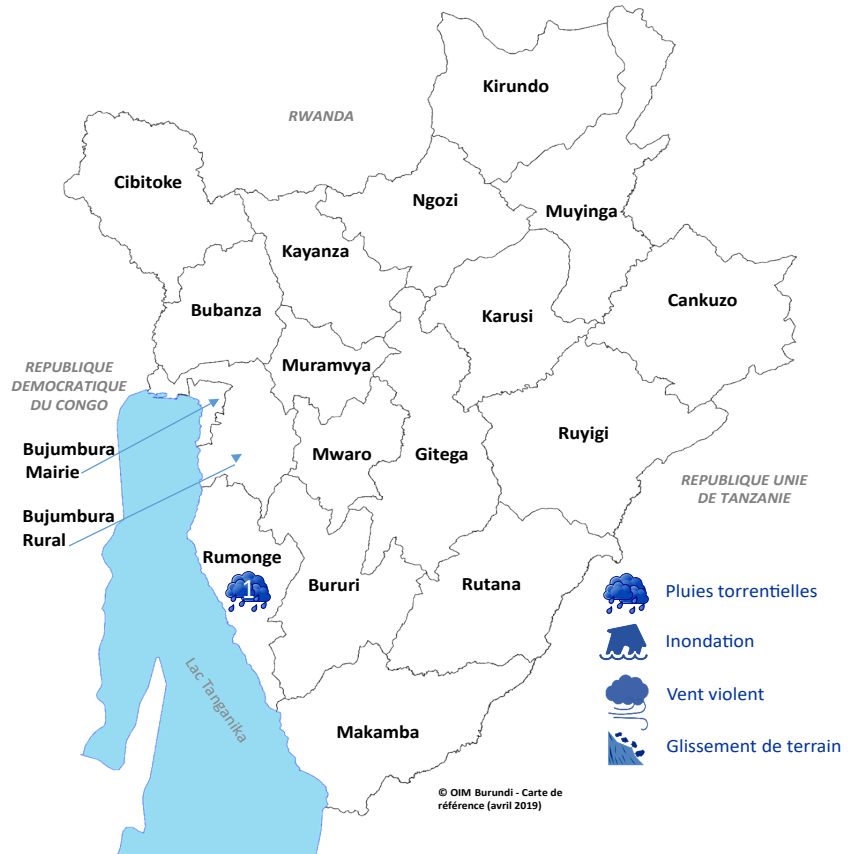 Kirundo
RWANDA
Cibitoke
Ngozi
Muyinga
Kayanza
Cankuzo
Bubanza
Karusi
Muramvya
REPUBLIQUE
DEMOCRATIQUE
DU CONGO
Ruyigi
Bujumbura
Mairie
Mwaro
Gitega
REPUBLIQUE UNIE
DE TANZANIE
Bujumbura
Rural
Rumonge
1
Bururi
Rutana
Pluies torrentielles
Inondation
Vent violent
Glissement de terrain
Lac Tanganika
Makamba
© OIM Burundi - Carte de
référence (avril 2019)